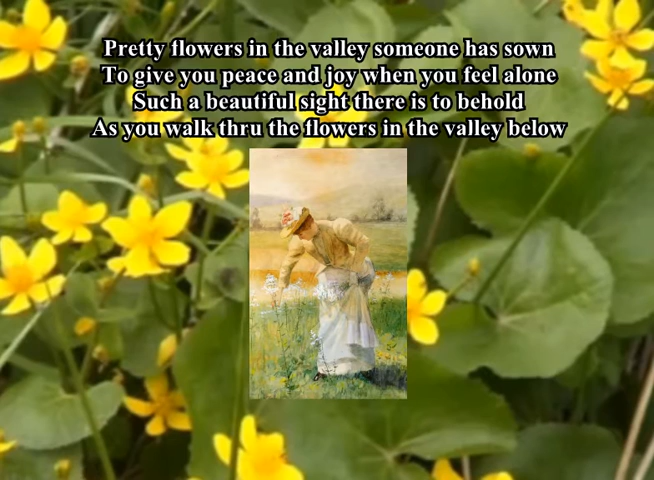 Pretty flowers in the valley someone has sown
To give you peace and joy when you feel alone
Such a beautiful sight there is to behold
As you walk thru the flowers in the valley below